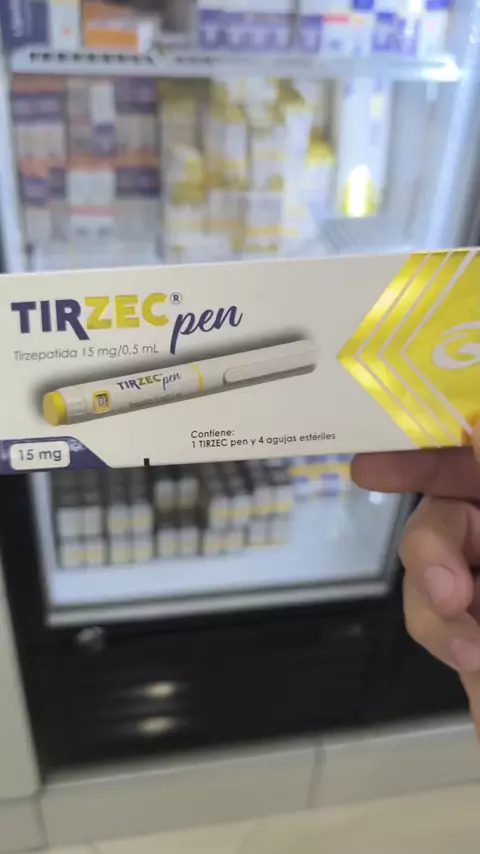 TIRZEC® pen
Tirzepatida 15 mg/0,5 mL
TIRZEC pen
Contiene:
1 TIRZEC pen y 4 agujas estériles
15 mg